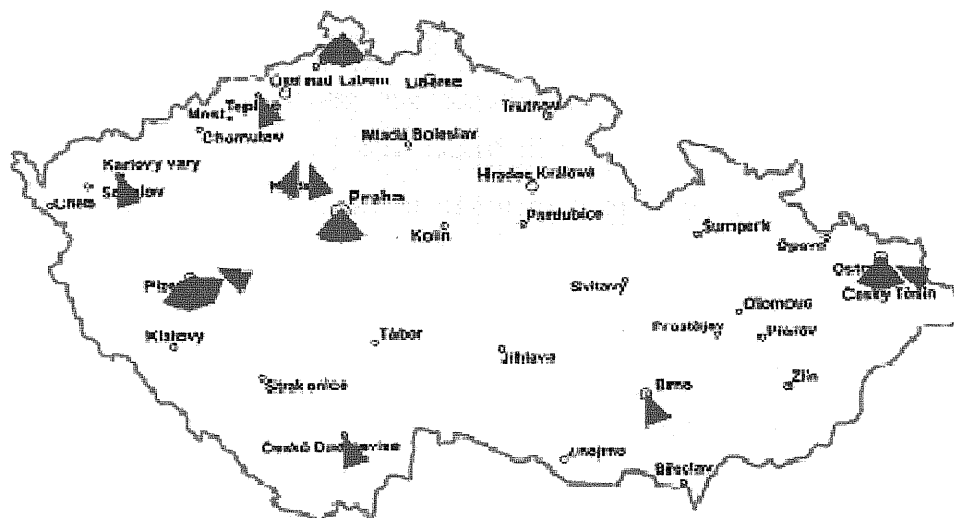 Ústí nad Labem
Liberec
Teplice
Most
Trutnov
Chomutov
Mladá Boleslav
Karlovy vary
Hradec Králové
Sokolov
Cheb
Praha
Pardubice
Kolín
Šumperk
Opava
Plzeň
Svitavy
Český Těšín
Olomouc
Klatovy
Tábor
Prostějov
Přerov
Jihlava
Strakonice
Brno
Zlín
České Budějovice
Znojmo
Břeclav